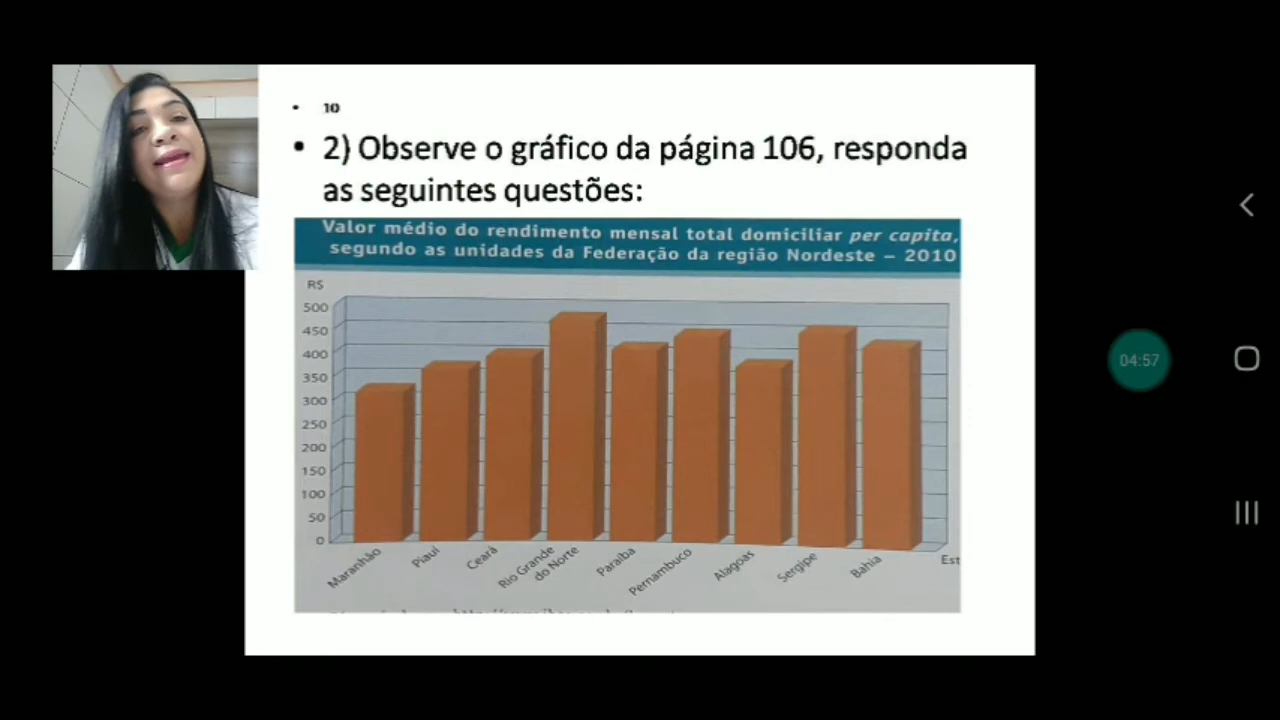 • 10
• 2) Observe o gráfico da página 106, responda
as seguintes questões:
Valor médio do rendimento mensal total domiciliar per capita,
segundo as unidades da Federação da região Nordeste – 2010
R$
500
450
400
350
300
250
200
150
100
50
0
Maranhão
Piauí
Ceará
Rio Grande
do Norte
Paraíba
Pernambuco
Alagoas
Sergipe
Bahia
Est
04:57